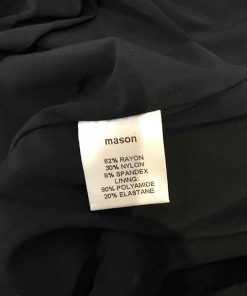 mason
62% RAYON
30% NYLON
8% SPANDEX
LINING:
80% POLYAMIDE
20% ELASTANE